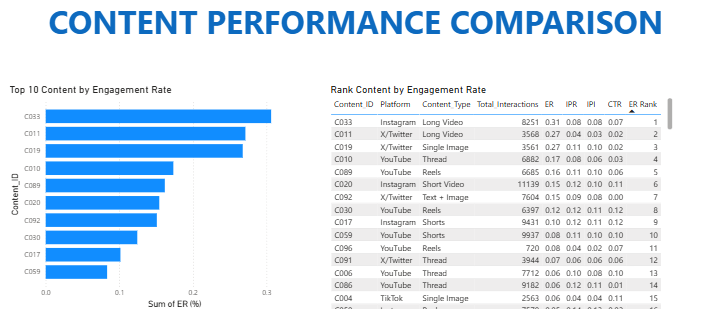 CONTENT PERFORMANCE COMPARISON
Top 10 Content by Engagement Rate
C033
C011
C019
C010
C089
C020
C092
C030
C017
C059
Content_ID
0.0 0.1 0.2 0.3
Sum of ER (%)
Rank Content by Engagement Rate
Content_ID Platform Content_Type Total_Interactions ER IPR IPI CTR ER Rank
C033 Instagram Long Video 8251 0.31 0.08 0.08 0.07 1
C011 X/Twitter Long Video 3568 0.27 0.04 0.03 0.02 2
C019 X/Twitter Single Image 3561 0.27 0.11 0.10 0.02 3
C010 YouTube Thread 6882 0.17 0.08 0.06 0.03 4
C089 YouTube Reels 6685 0.16 0.11 0.10 0.06 5
C020 Instagram Short Video 11139 0.15 0.12 0.10 0.11 6
C092 X/Twitter Text + Image 7604 0.15 0.09 0.08 0.00 7
C030 YouTube Reels 6397 0.12 0.12 0.11 0.12 8
C017 Instagram Shorts 9431 0.10 0.12 0.11 0.12 9
C059 YouTube Shorts 9937 0.08 0.11 0.10 0.10 10
C096 YouTube Reels 720 0.08 0.04 0.02 0.07 11
C091 X/Twitter Thread 3944 0.07 0.06 0.06 0.06 12
C006 YouTube Thread 7712 0.06 0.10 0.08 0.10 13
C086 YouTube Thread 9182 0.06 0.12 0.11 0.01 14
C004 TikTok Single Image 2563 0.06 0.04 0.04 0.11 15